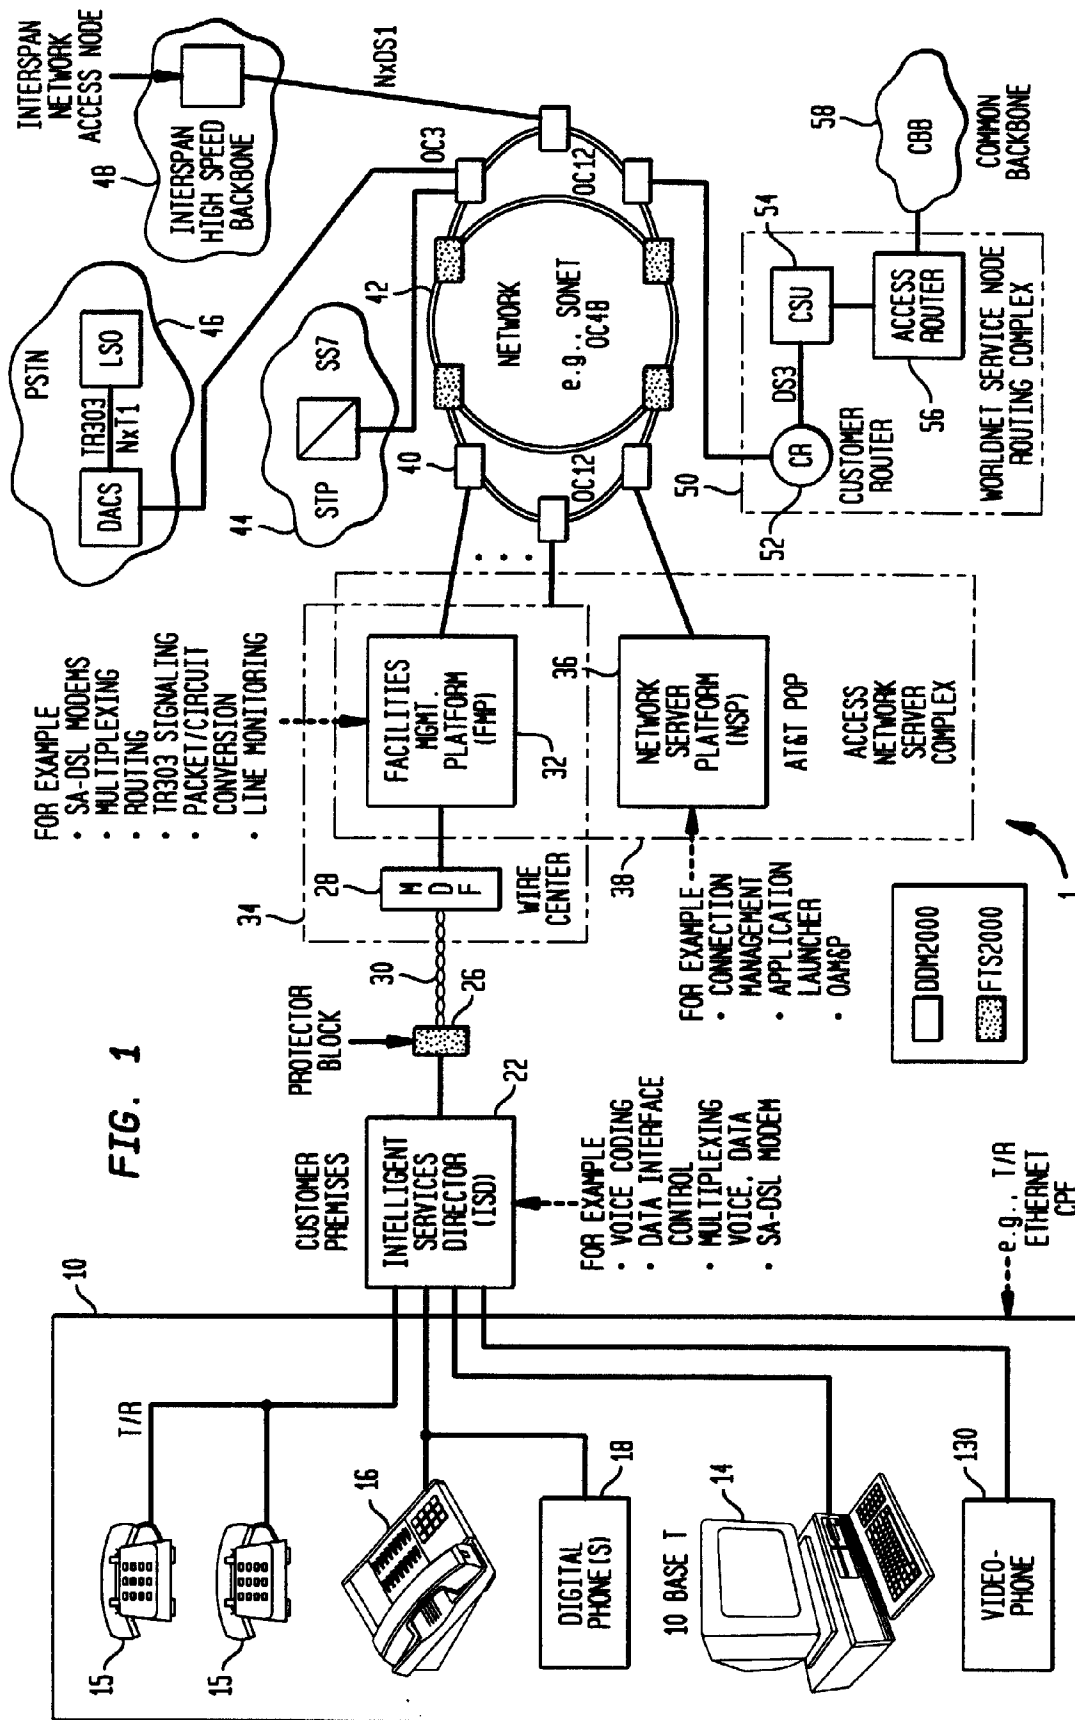 FIG. 1
10
15
15
T/R
16
DIGITAL
PHONE(S)
18
10 BASE T
14
VIDEO-
PHONE
130
e.g., T/R
ETHERNET
CPE
CUSTOMER
PREMISES
INTELLIGENT
SERVICES
DIRECTOR
(ISD)
22
FOR EXAMPLE
• VOICE CODING
• DATA INTERFACE
CONTROL
• MULTIPLEXING
VOICE, DATA
• SA-DSL MODEM
PROTECTOR
BLOCK
26
30
34
28
M
D
F
WIRE
CENTER
FOR EXAMPLE
• SA-DSL MODEMS
• MULTIPLEXING
• ROUTING
• TR303 SIGNALING
• PACKET/CIRCUIT
CONVERSION
• LINE MONITORING
FACILITIES
MGMT.
PLATFORM
(FMP)
32
36
NETWORK
SERVER
PLATFORM
(NSP)
AT&T POP
ACCESS
NETWORK
SERVER
COMPLEX
38
FOR EXAMPLE
• CONNECTION
MANAGEMENT
• APPLICATION
LAUNCHER
• OAM&P
DDM2000
FTS2000
1
PSTN
DACS
TR303
NxT1
LSO
46
44
STP
SS7
40
42
INTERSPAN
NETWORK
ACCESS NODE
48
INTERSPAN
HIGH SPEED
BACKBONE
NxDS1
OC3
OC12
OC12
NETWORK
e.g., SONET
OC48
50
52
CR
CUSTOMER
ROUTER
DS3
CSU
54
ACCESS
ROUTER
56
WORLDNET SERVICE NODE
ROUTING COMPLEX
58
CBB
COMMON
BACKBONE